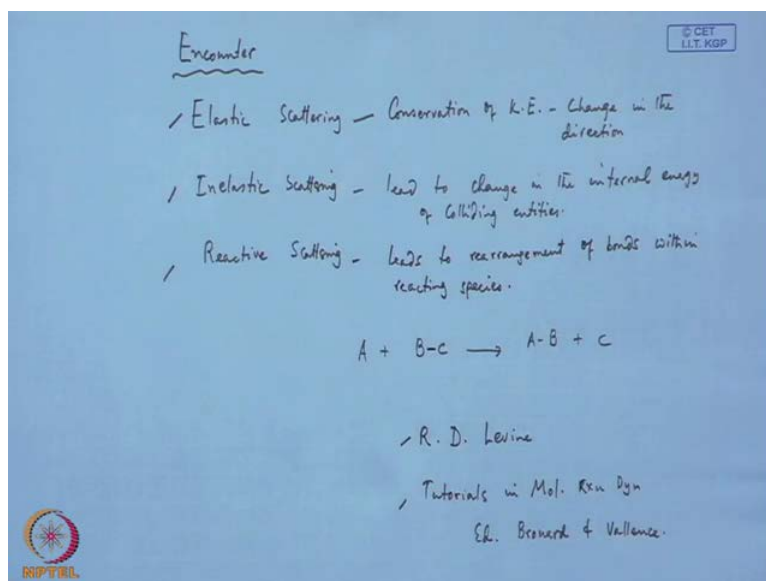 © CET
I.I.T. KGP
Encounter
Elastic Scattering - Conservation of K.E. - Change in the
direction
Inelastic Scattering - lead to change in the internal energy
of Colliding entities.
Reactive Scattering - leads to rearrangement of bonds within
reacting species.
A + B-C ⟶ A-B + C
R. D. Levine
Tutorials in Mol. Rxn Dyn
Ed. Brouard & Vallance.
NPTEL